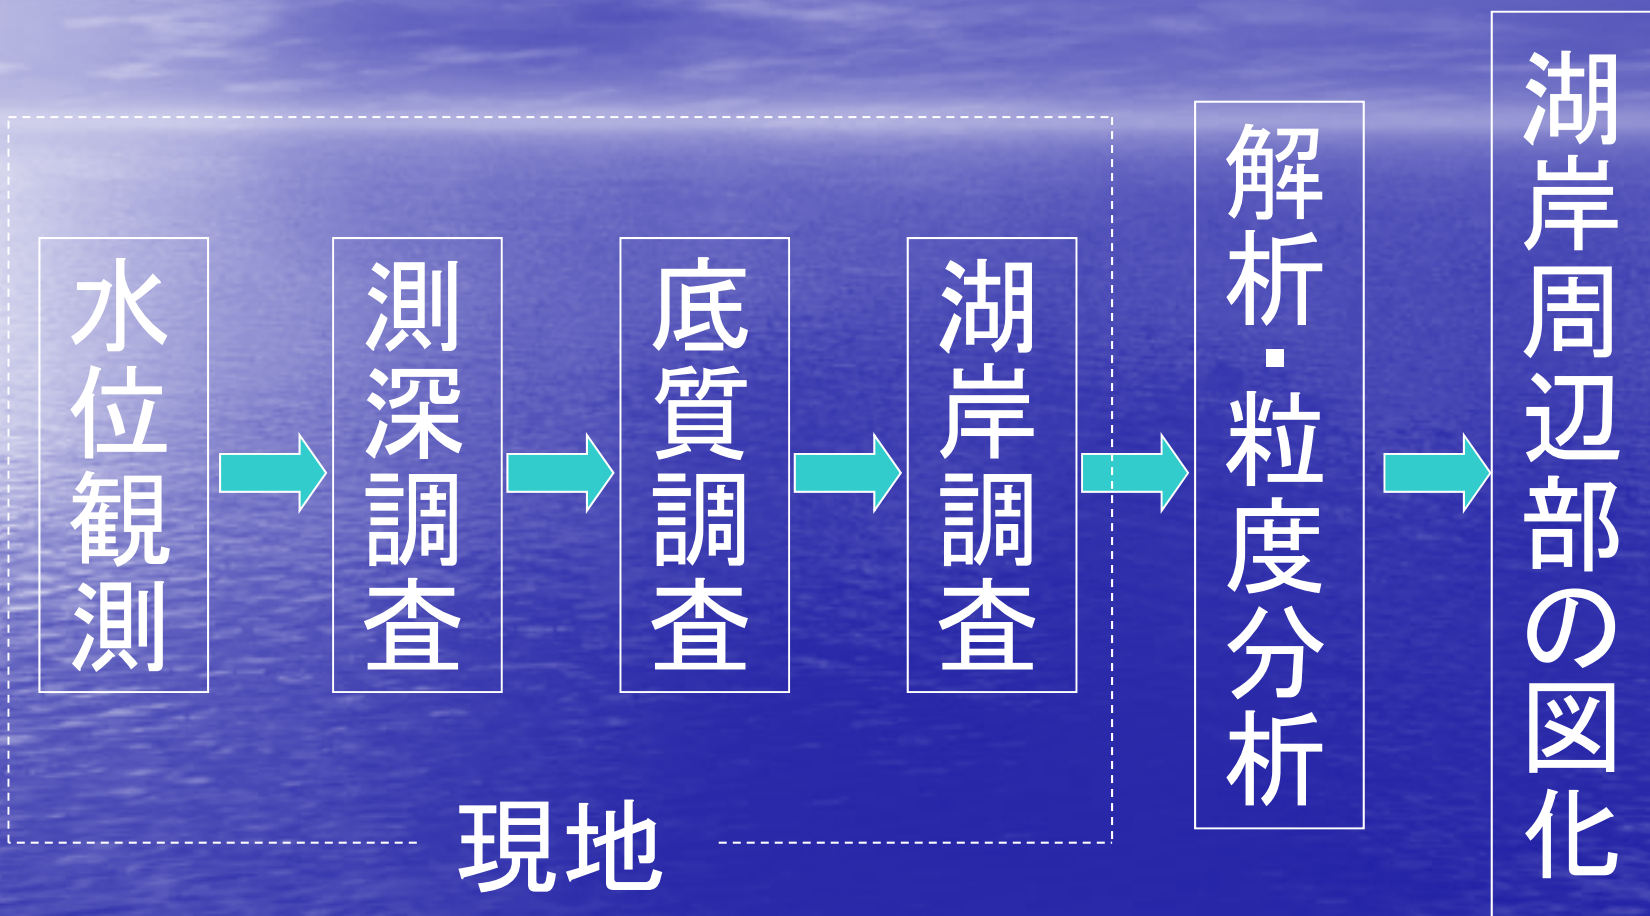 水位観測
測深調査
底質調査
湖岸調査
解析・粒度分析
湖岸周辺部の図化
現地